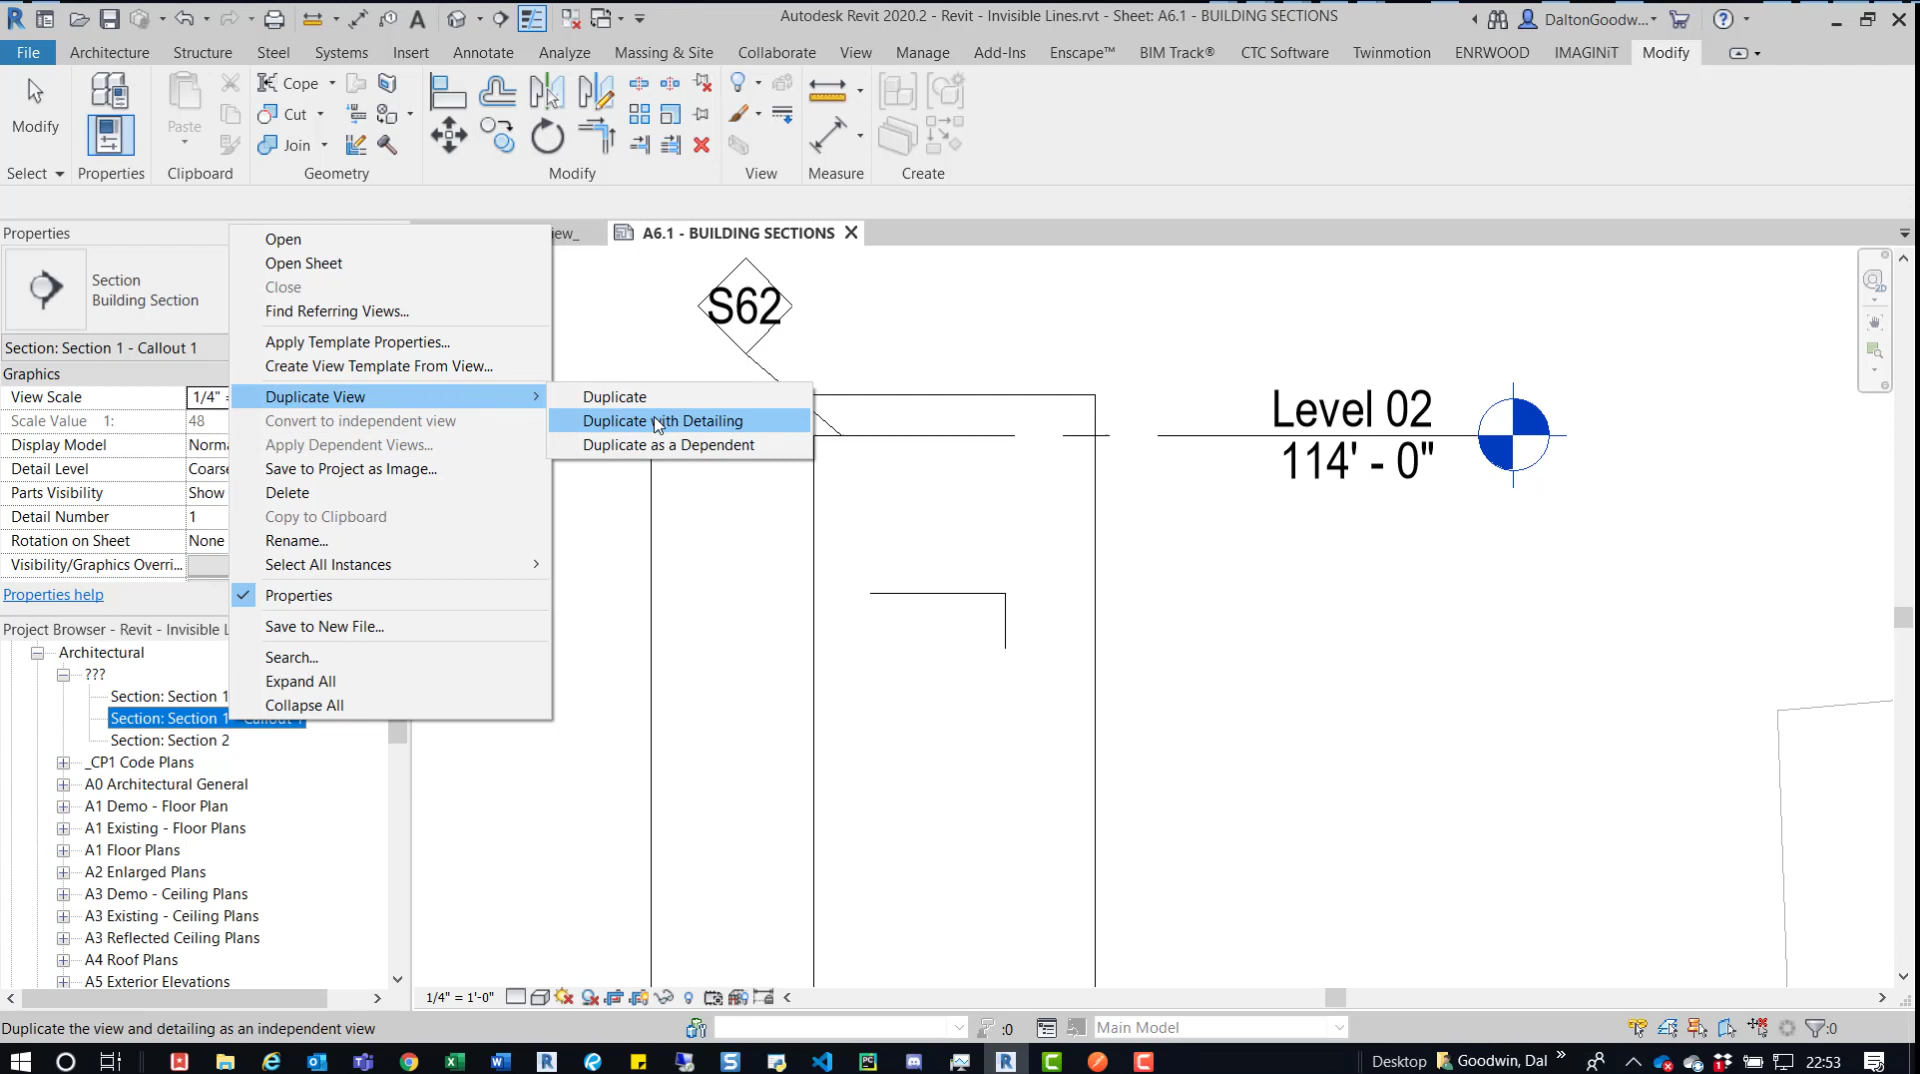 Autodesk Revit 2020.2 - Revit - Invisible Lines.rvt - Sheet: A6.1 - BUILDING SECTIONS
DaltonGoodw...
File Architecture Structure Steel Systems Insert Annotate Analyze Massing & Site Collaborate View Manage Add-Ins Enscape™ BIM Track® CTC Software Twinmotion ENRWOOD IMAGINiT Modify
Modify
Paste
Cope
Cut
Join
Select Properties Clipboard Geometry Modify View Measure Create
Properties
Section
Building Section
Section: Section 1 - Callout 1
Graphics
View Scale 1/4" =
Scale Value 1: 48
Display Model Norma
Detail Level Coarse
Parts Visibility Show
Detail Number 1
Rotation on Sheet None
Visibility/Graphics Overri...
Properties help
Project Browser - Revit - Invisible L
Architectural
???
Section: Section 1
Section: Section 1 - Callout 1
Section: Section 2
_CP1 Code Plans
A0 Architectural General
A1 Demo - Floor Plan
A1 Existing - Floor Plans
A1 Floor Plans
A2 Enlarged Plans
A3 Demo - Ceiling Plans
A3 Existing - Ceiling Plans
A3 Reflected Ceiling Plans
A4 Roof Plans
A5 Exterior Elevations
Open
Open Sheet
Close
Find Referring Views...
Apply Template Properties...
Create View Template From View...
Duplicate View
Convert to independent view
Apply Dependent Views...
Save to Project as Image...
Delete
Copy to Clipboard
Rename...
Select All Instances
Properties
Save to New File...
Search...
Expand All
Collapse All
Duplicate
Duplicate with Detailing
Duplicate as a Dependent
iew_
A6.1 - BUILDING SECTIONS
S62
Level 02
114' - 0"
2D
1/4" = 1'-0"
Duplicate the view and detailing as an independent view
:0
Main Model
:0
Desktop
Goodwin, Dal
22:53